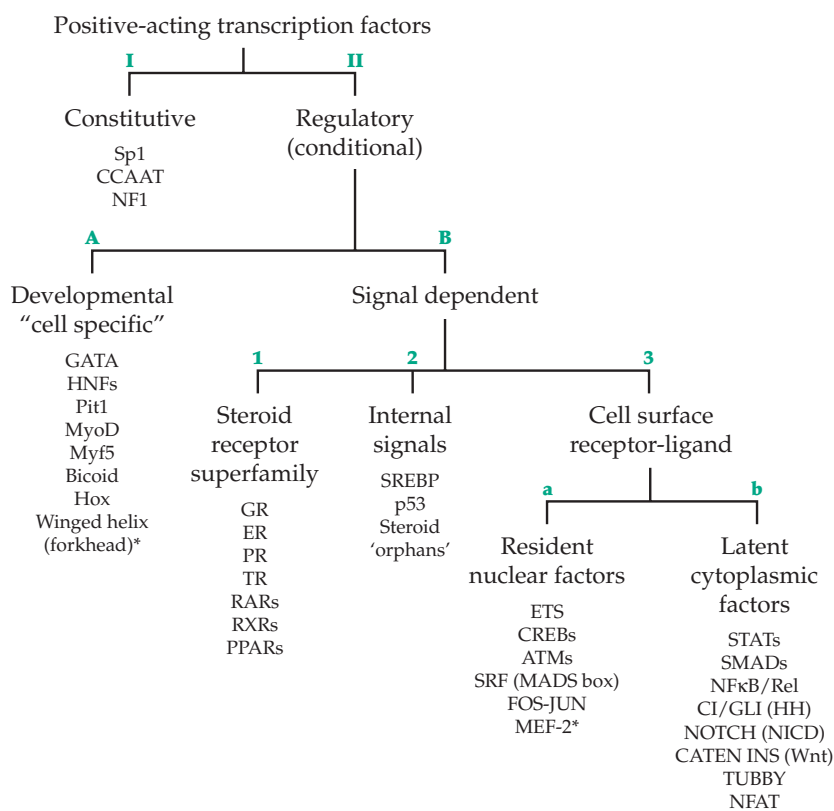 Positive-acting transcription factors
I
II
Constitutive
Sp1
CCAAT
NF1
Regulatory
(conditional)
A
B
Developmental
“cell specific”
GATA
HNFs
Pit1
MyoD
Myf5
Bicoid
Hox
Winged helix
(forkhead)*
Signal dependent
1
2
3
Steroid
receptor
superfamily
GR
ER
PR
TR
RARs
RXRs
PPARs
Internal
signals
SREBP
p53
Steroid
‘orphans’
Cell surface
receptor-ligand
a
b
Resident
nuclear factors
ETS
CREBs
ATMs
SRF (MADS box)
FOS-JUN
MEF-2*
Latent
cytoplasmic
factors
STATs
SMADs
NFκB/Rel
CI/GLI (HH)
NOTCH (NICD)
CATEN INS (Wnt)
TUBBY
NFAT